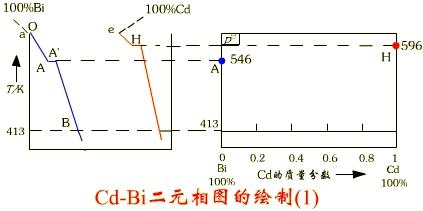 100%Bi
100%Cd
a
O
e
H
A'
A
B
T/K
413
p
596
H
546
A
413
0 0.2 0.4 0.6 0.8 1
Bi
100%
Cd的质量分数
Cd
100%
Cd-Bi二元相图的绘制(1)